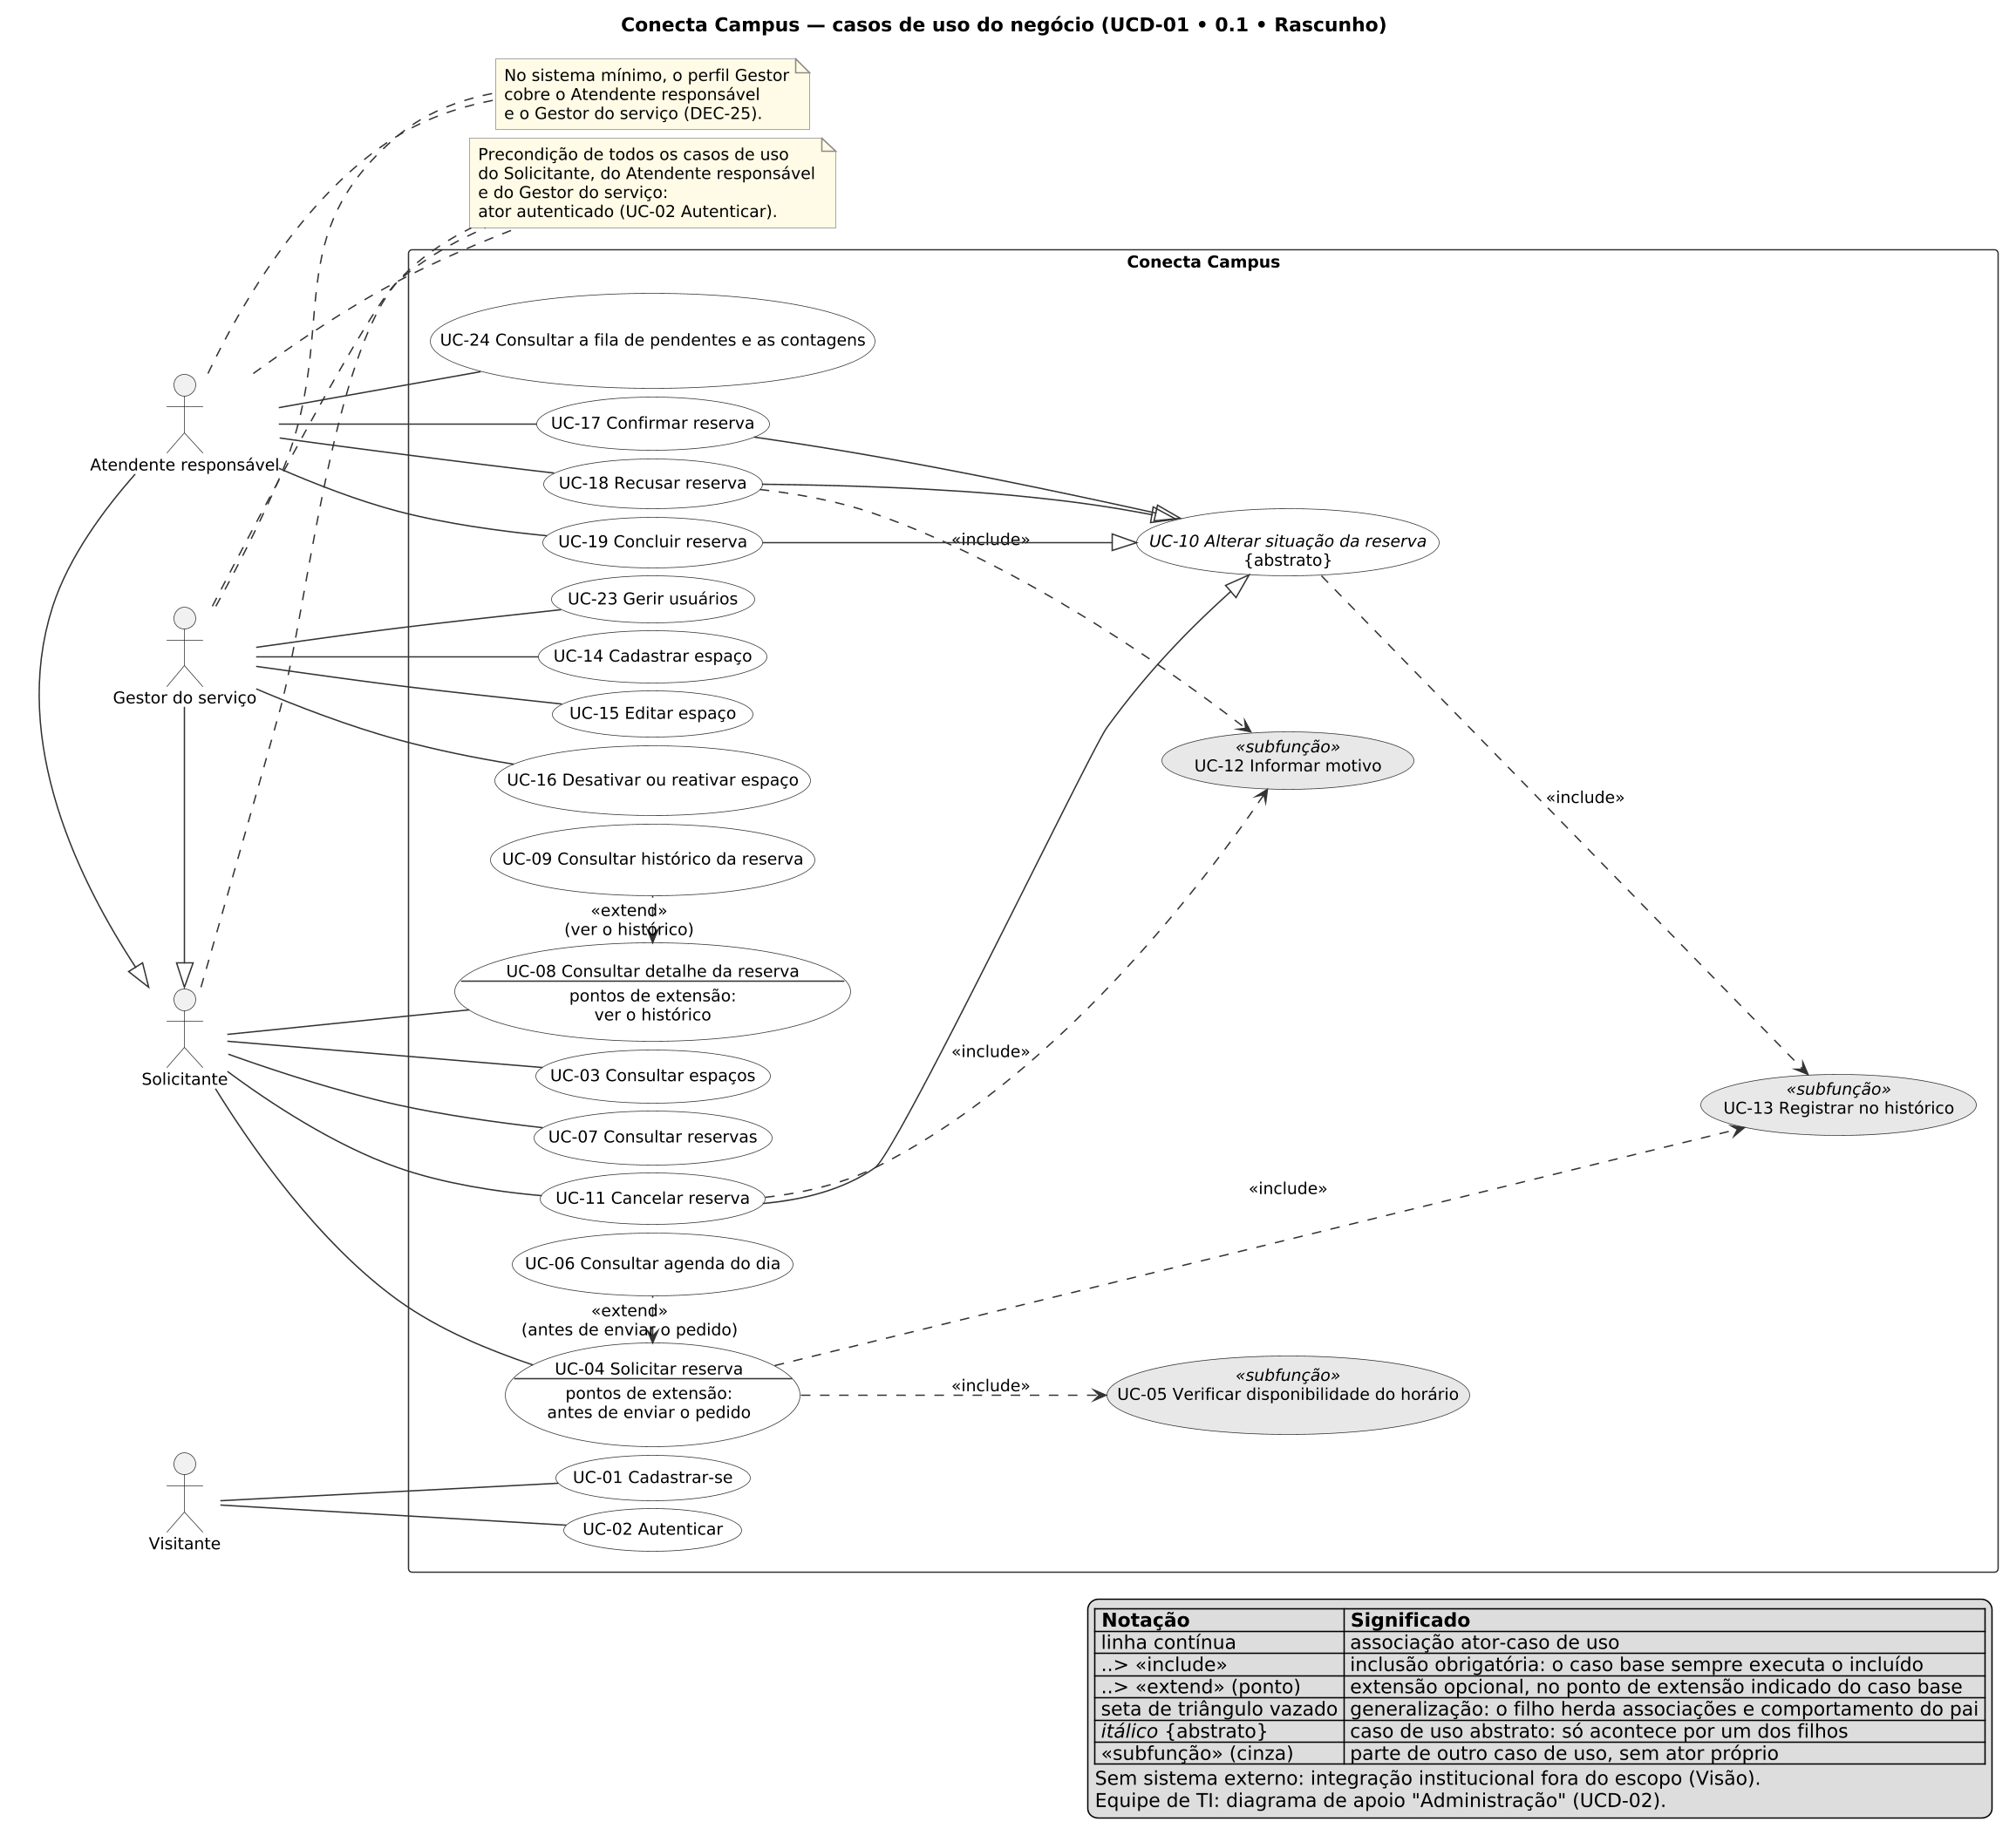 Conecta Campus — casos de uso do negócio (UCD-01 • 0.1 • Rascunho)
No sistema mínimo, o perfil Gestor
cobre o Atendente responsável
e o Gestor do serviço (DEC-25).
Precondição de todos os casos de uso
do Solicitante, do Atendente responsável
e do Gestor do serviço:
ator autenticado (UC-02 Autenticar).
Conecta Campus
UC-24 Consultar a fila de pendentes e as contagens
UC-17 Confirmar reserva
Atendente responsável
UC-18 Recusar reserva
UC-19 Concluir reserva
«include»
UC-10 Alterar situação da reserva
{abstrato}
UC-23 Gerir usuários
UC-14 Cadastrar espaço
Gestor do serviço
UC-15 Editar espaço
«subfunção»
UC-12 Informar motivo
UC-16 Desativar ou reativar espaço
«include»
UC-09 Consultar histórico da reserva
«extend»
(ver o histórico)
UC-08 Consultar detalhe da reserva
pontos de extensão:
ver o histórico
«include»
Solicitante
UC-03 Consultar espaços
«subfunção»
UC-13 Registrar no histórico
UC-07 Consultar reservas
UC-11 Cancelar reserva
«include»
UC-06 Consultar agenda do dia
«extend»
(antes de enviar o pedido)
UC-04 Solicitar reserva
pontos de extensão:
antes de enviar o pedido
«include»
«subfunção»
UC-05 Verificar disponibilidade do horário
UC-01 Cadastrar-se
UC-02 Autenticar
Visitante
Notação Significado
linha contínua associação ator-caso de uso
..> «include» inclusão obrigatória: o caso base sempre executa o incluído
..> «extend» (ponto) extensão opcional, no ponto de extensão indicado do caso base
seta de triângulo vazado generalização: o filho herda associações e comportamento do pai
itálico {abstrato} caso de uso abstrato: só acontece por um dos filhos
«subfunção» (cinza) parte de outro caso de uso, sem ator próprio
Sem sistema externo: integração institucional fora do escopo (Visão).
Equipe de TI: diagrama de apoio "Administração" (UCD-02).